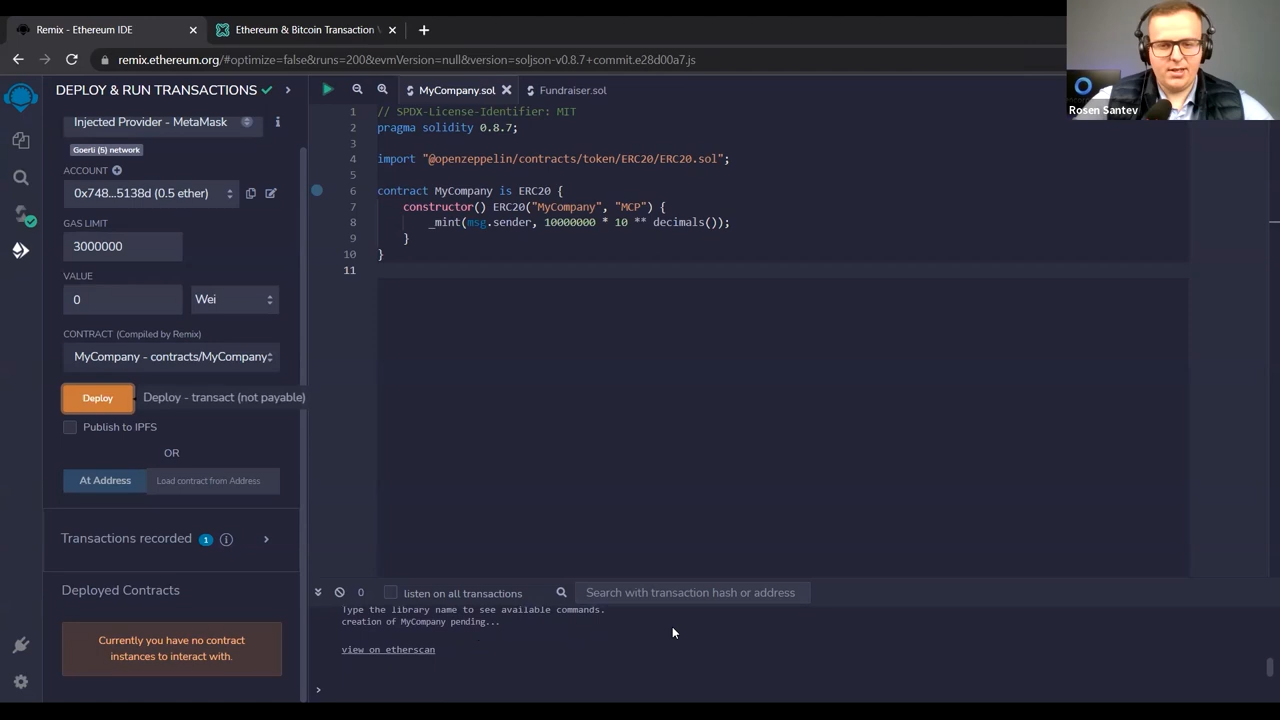 Remix - Ethereum IDE
Ethereum & Bitcoin Transaction
remix.ethereum.org/#optimize=false&runs=200&evmVersion=null&version=soljson-v0.8.7+commit.e28d00a7.js
Rosen Santev
DEPLOY & RUN TRANSACTIONS
Injected Provider - MetaMask
Goerli (5) network
ACCOUNT
0x748...5138d (0.5 ether)
GAS LIMIT
3000000
VALUE
0
Wei
CONTRACT (Compiled by Remix)
MyCompany - contracts/MyCompany
Deploy
Deploy - transact (not payable)
Publish to IPFS
OR
At Address
Load contract from Address
Transactions recorded 1
Deployed Contracts
Currently you have no contract
instances to interact with.
MyCompany.sol
Fundraiser.sol
1 // SPDX-License-Identifier: MIT
2 pragma solidity 0.8.7;
3
4 import "@openzeppelin/contracts/token/ERC20/ERC20.sol";
5
6 contract MyCompany is ERC20 {
7 constructor() ERC20("MyCompany", "MCP") {
8 _mint(msg.sender, 10000000 * 10 ** decimals());
9 }
10 }
11
0
listen on all transactions
Search with transaction hash or address
Type the library name to see available commands.
creation of MyCompany pending...
view on etherscan
>